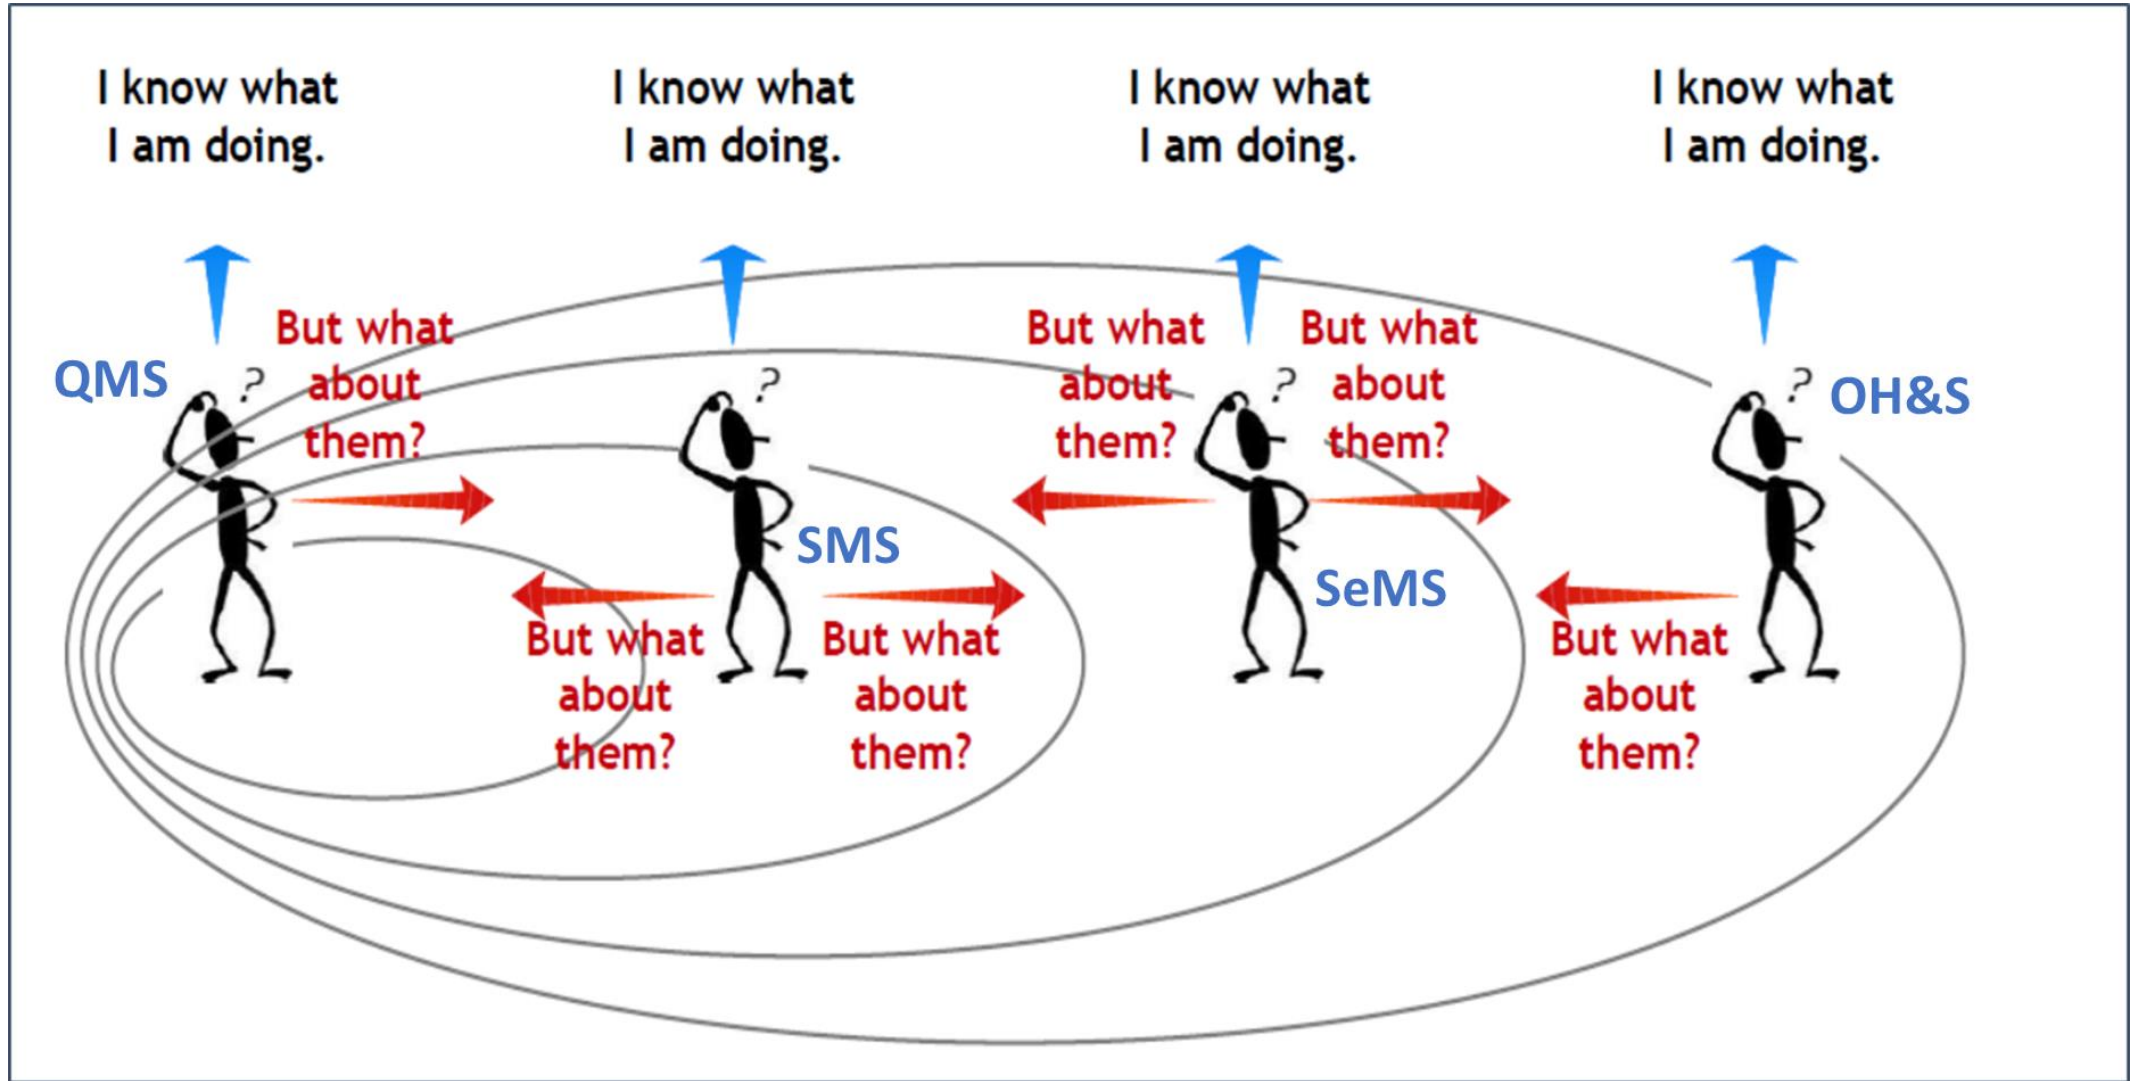 I know what
I am doing.
I know what
I am doing.
I know what
I am doing.
I know what
I am doing.
QMS
?
But what
about
them?
?
SMS
But what
about
them?
But what
about
them?
But what
about
them?
?
But what
about
them?
SeMS
?
OH&S
But what
about
them?